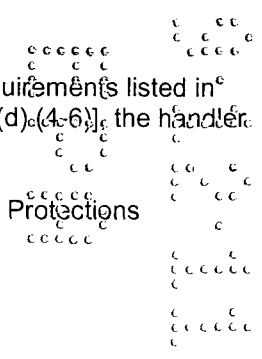 uirements listed in
(d).(4-6)], the handler
Protections